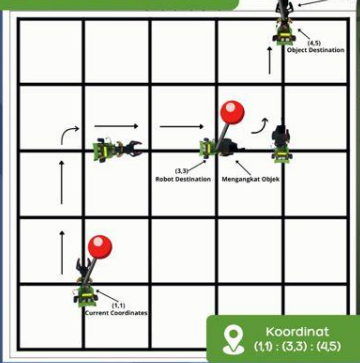 (4,5)
Object Destination
(3,3)
Robot Destination
Mengangkat Objek
(1,1)
Current Coordinates
Koordinat
(1,1) : (3,3) : (4,5)